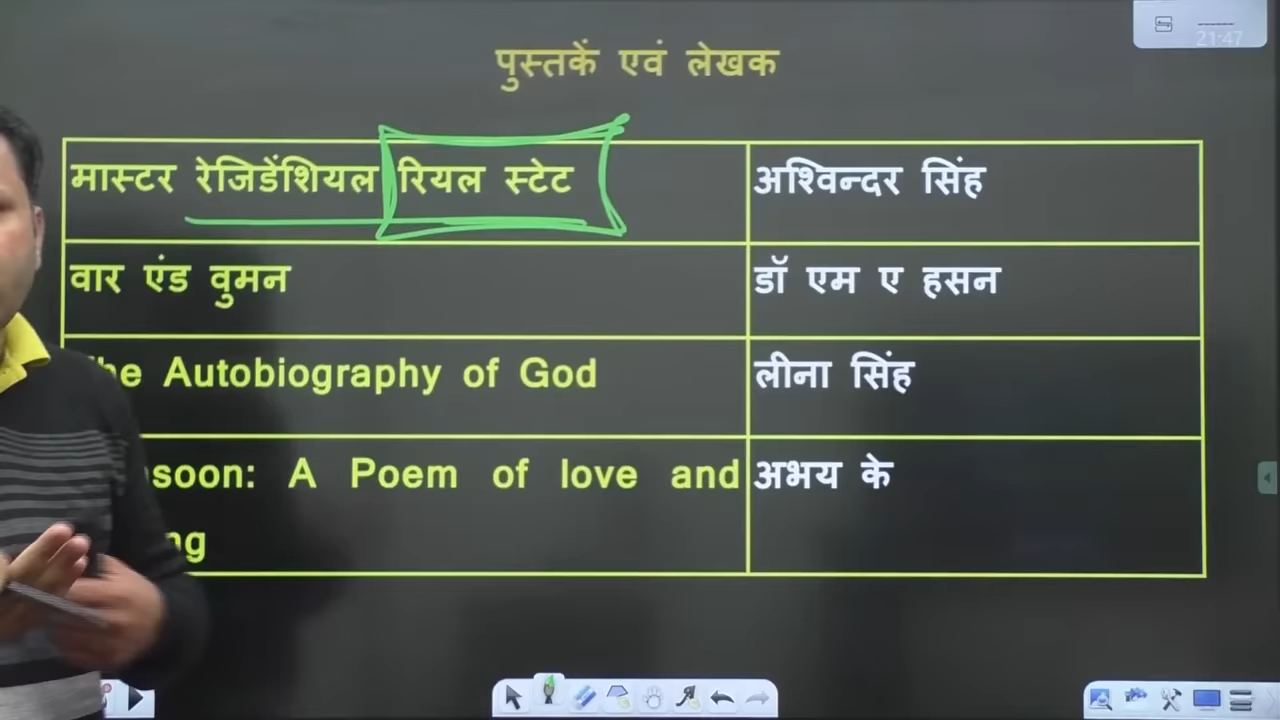 21:47
पुस्तकें एवं लेखक
मास्टर रेजिडेंशियल रियल स्टेट
अश्विन्दर सिंह
वार एंड वुमन
डॉ एम ए हसन
Autobiography of God
लीना सिंह
A Poem of love and
अभय के